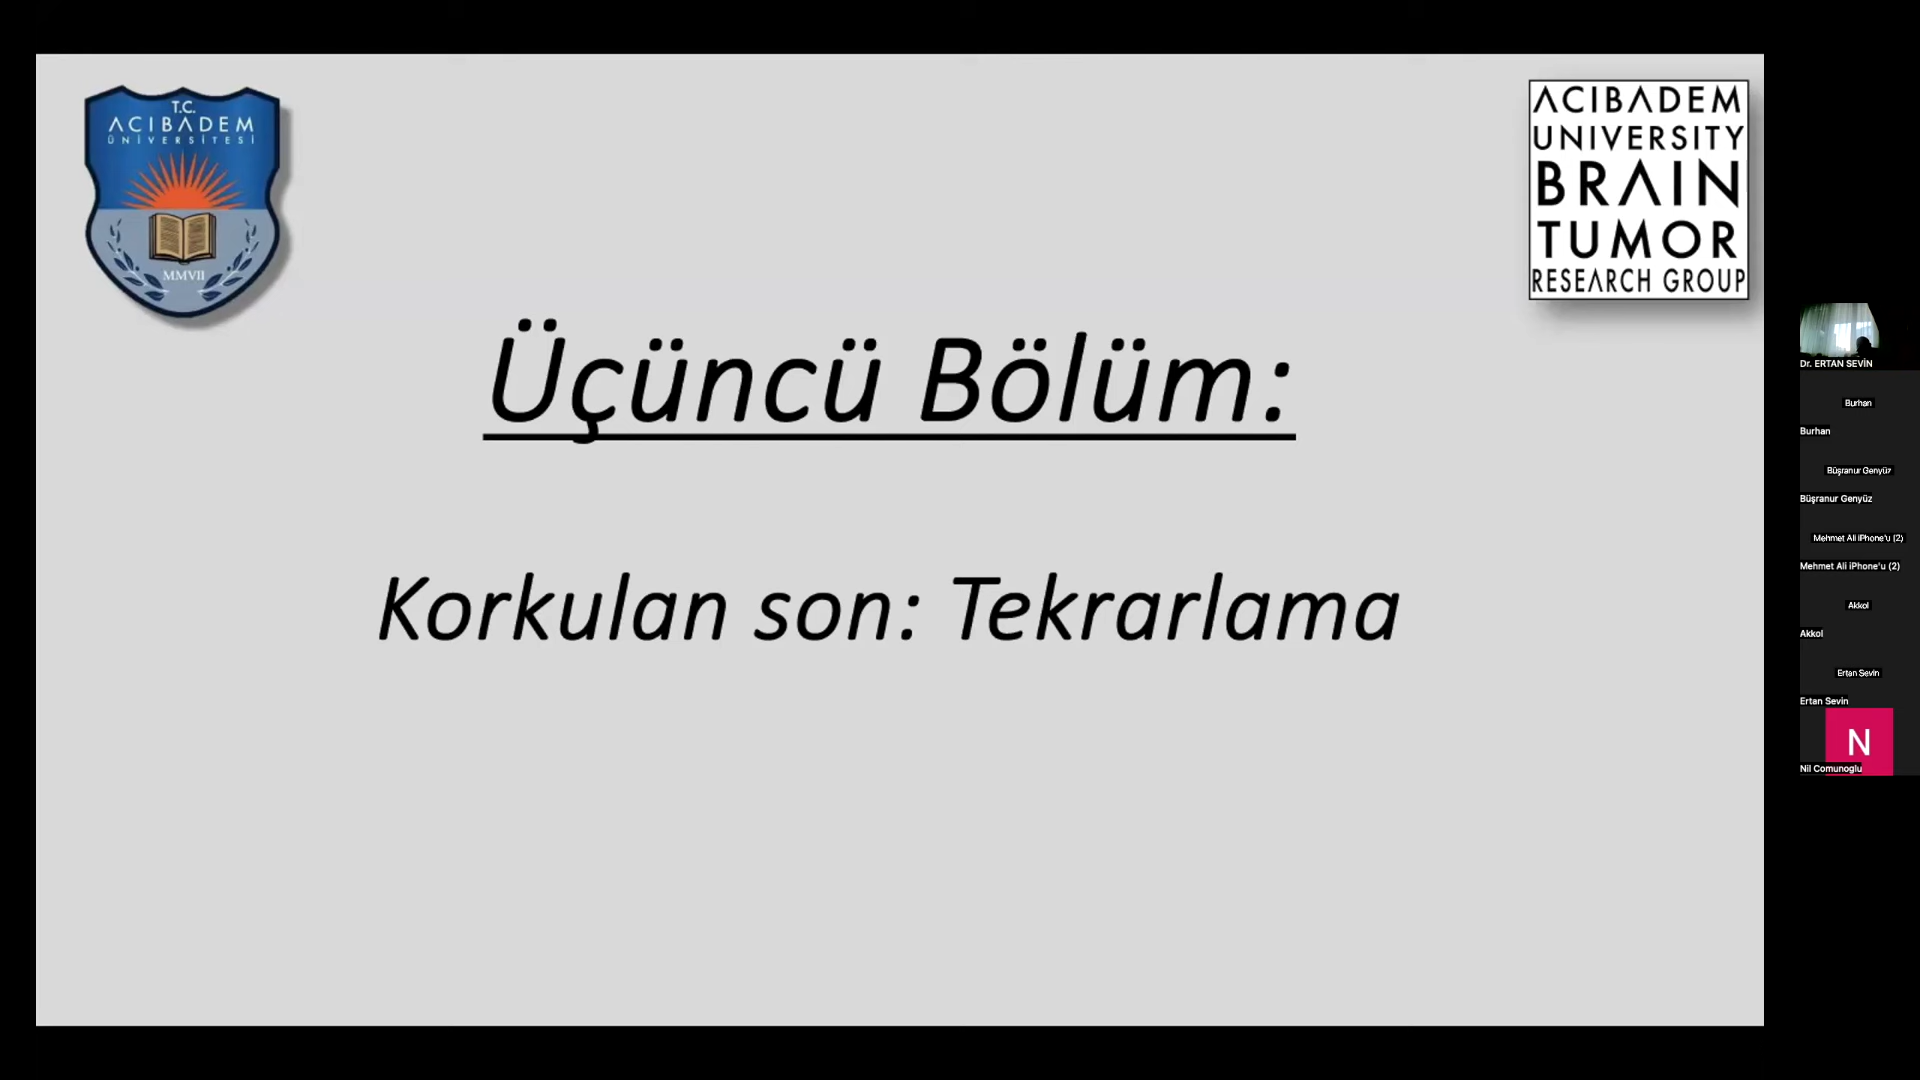 T.C.
ACIBADEM
ÜNİVERSİTESİ
MMVII
ACIBADEM
UNIVERSITY
BRAIN
TUMOR
RESEARCH GROUP
Üçüncü Bölüm:
Korkulan son: Tekrarlama
Dr. ERTAN SEVİN
Burhan
Burhan
Büşranur Genyüz
Büşranur Genyüz
Mehmet Ali iPhone'u (2)
Mehmet Ali iPhone'u (2)
Akkol
Akkol
Ertan Sevin
Ertan Sevin
N
Nil Comunoglu